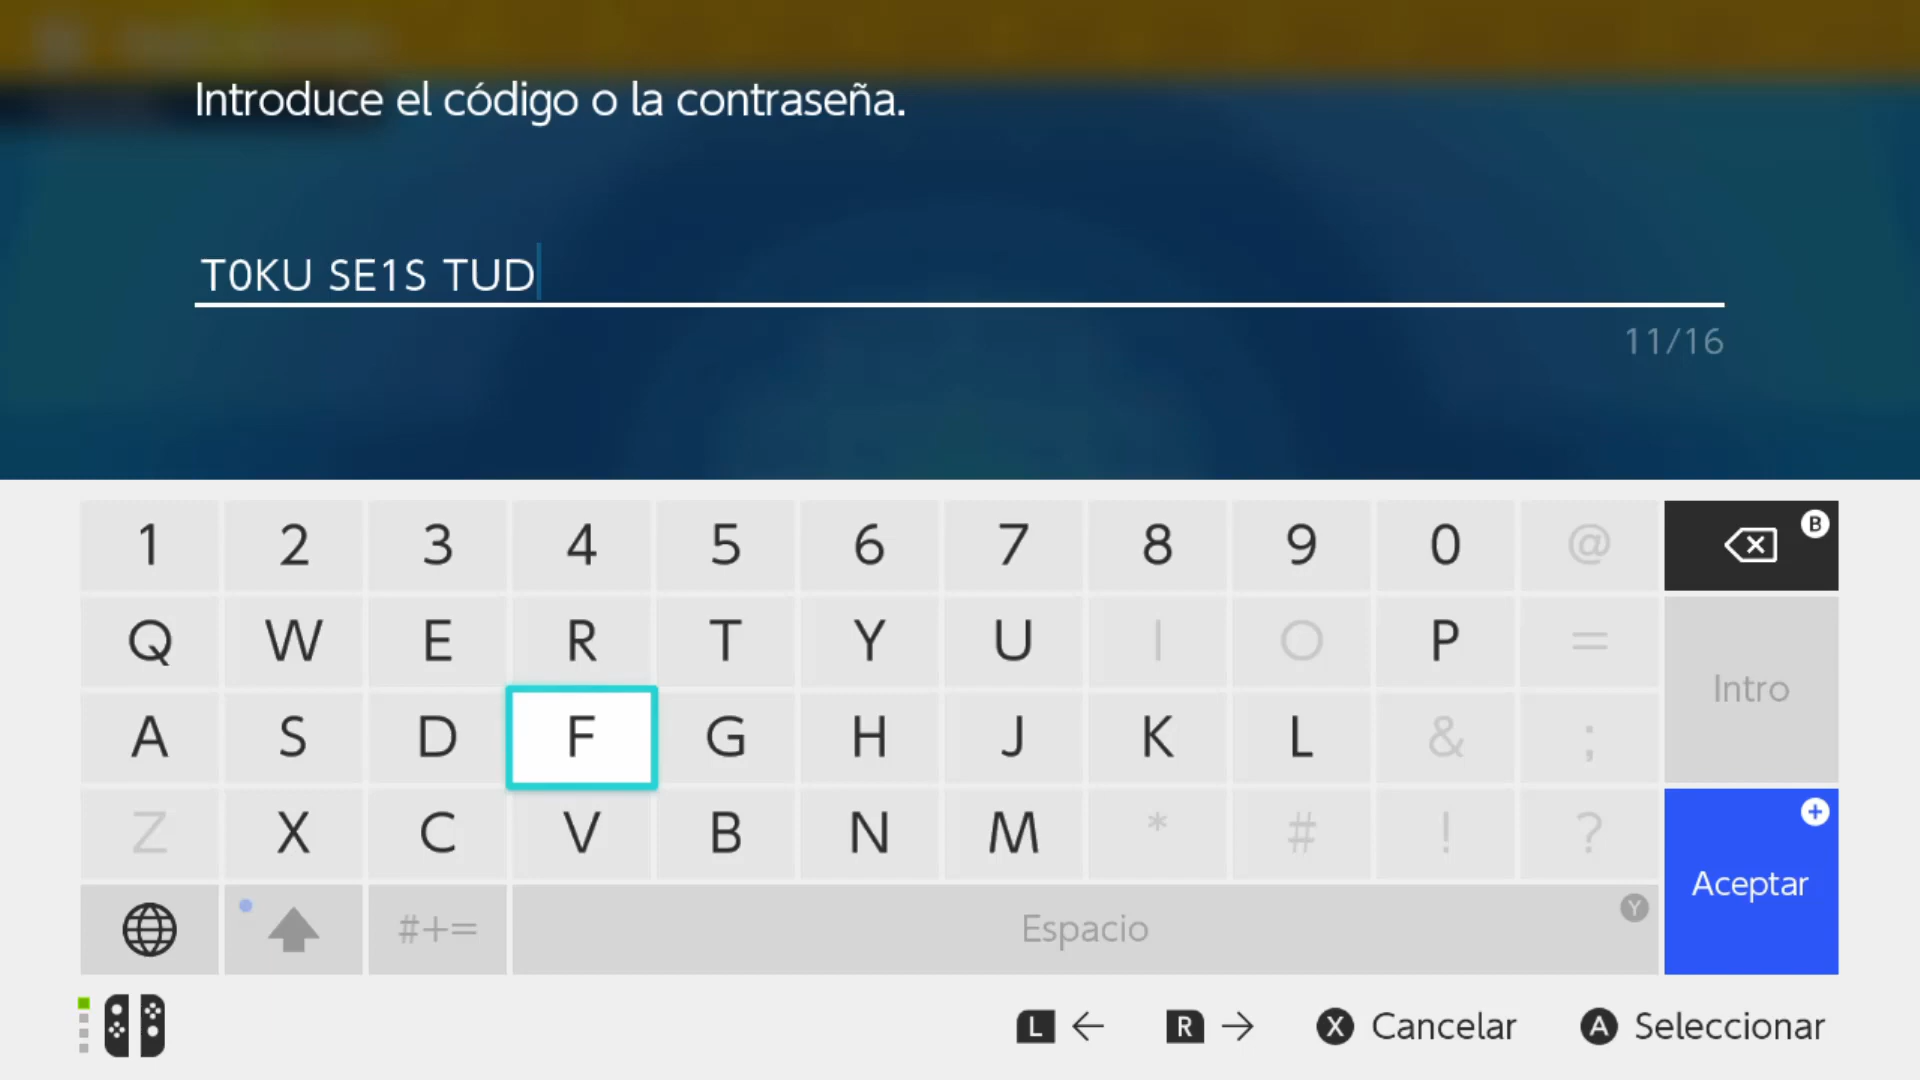 Introduce el código o la contraseña.
T0KU SE1S TUD
11/16
1 2 3 4 5 6 7 8 9 0 @ B
Q W E R T Y U I O P =
Intro
A S D F G H J K L & ;
Z X C V B N M * # ! ? +
Aceptar
#+= Espacio Y
L ← R → X Cancelar A Seleccionar